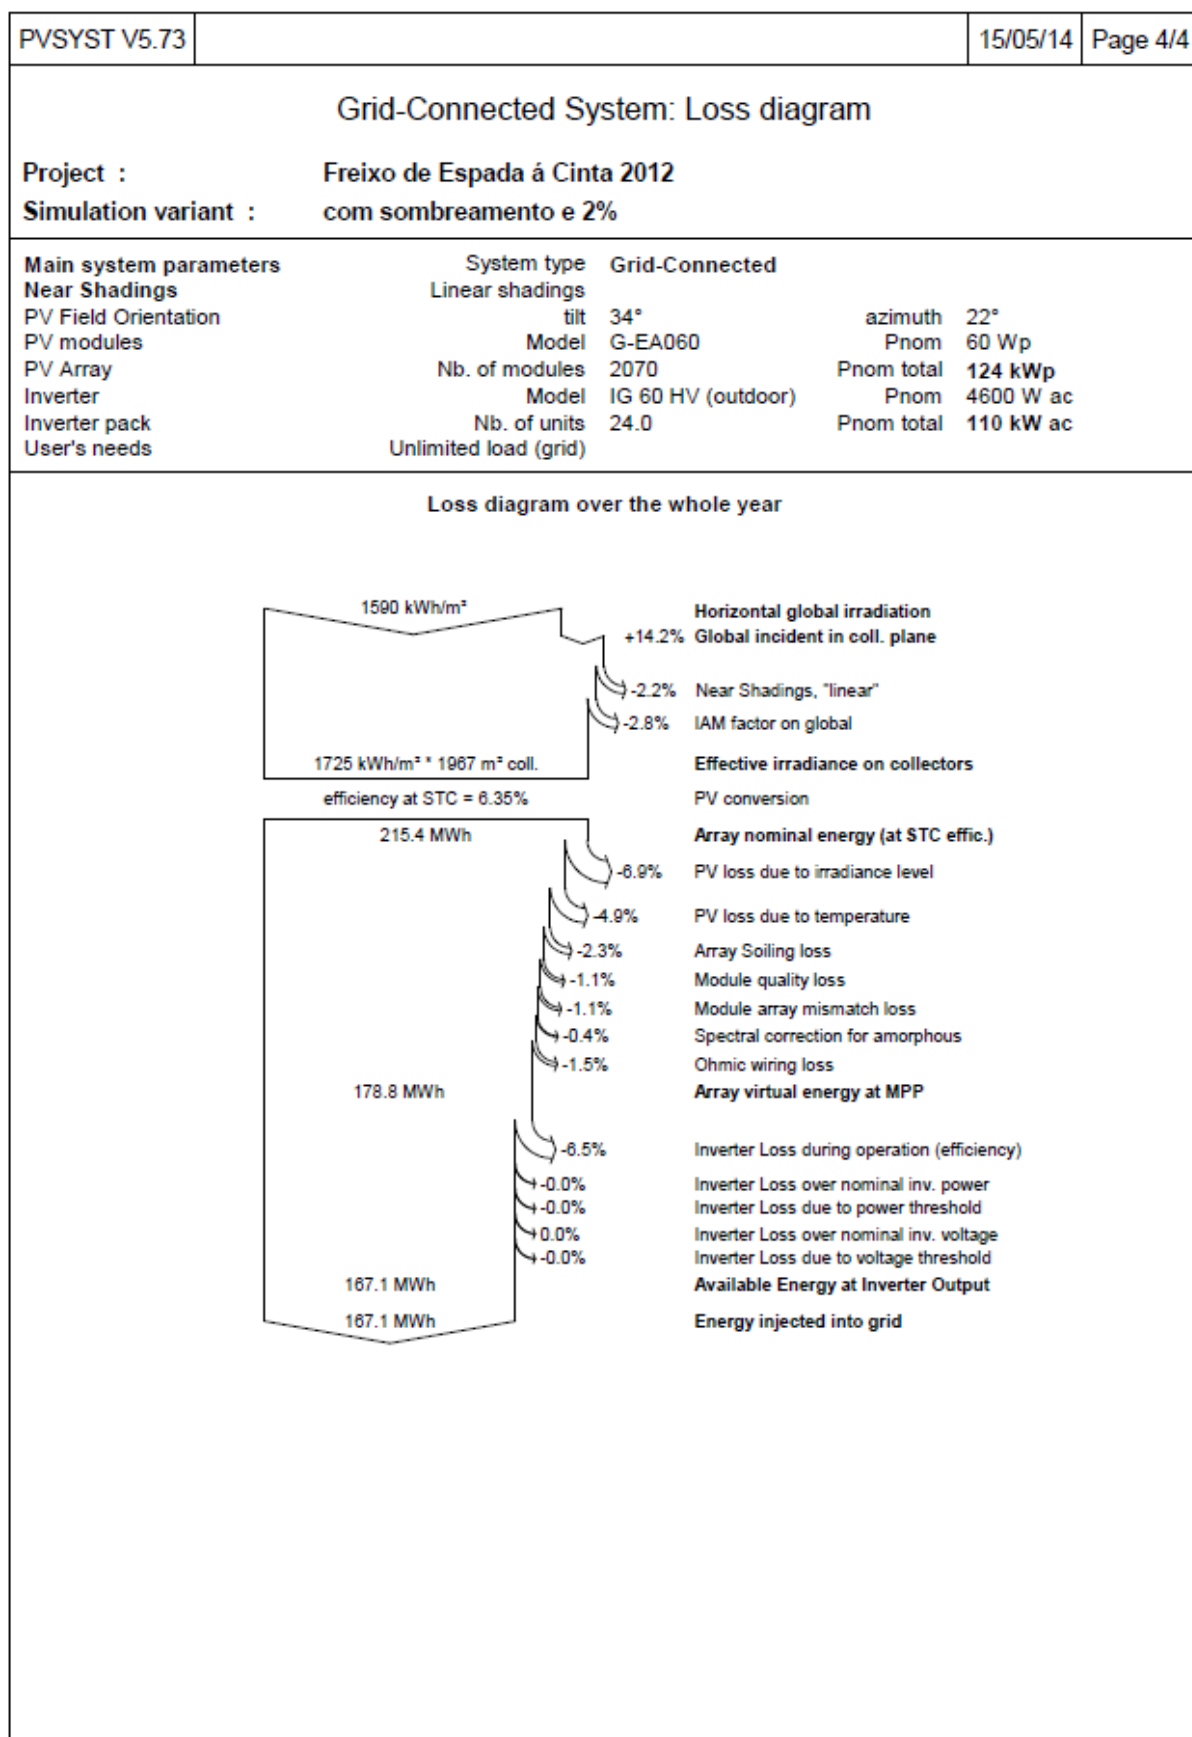 PVSYST V5.73 15/05/14 Page 4/4
Grid-Connected System: Loss diagram
Project : Freixo de Espada á Cinta 2012
Simulation variant : com sombreamento e 2%
Main system parameters System type Grid-Connected
Near Shadings Linear shadings
PV Field Orientation tilt 34° azimuth 22°
PV modules Model G-EA060 Pnom 60 Wp
PV Array Nb. of modules 2070 Pnom total 124 kWp
Inverter Model IG 60 HV (outdoor) Pnom 4600 W ac
Inverter pack Nb. of units 24.0 Pnom total 110 kW ac
User's needs Unlimited load (grid)
Loss diagram over the whole year
1590 kWh/m² Horizontal global irradiation
+14.2% Global incident in coll. plane
-2.2% Near Shadings, "linear"
-2.8% IAM factor on global
1725 kWh/m² * 1967 m² coll. Effective irradiance on collectors
efficiency at STC = 6.35% PV conversion
215.4 MWh Array nominal energy (at STC effic.)
-6.9% PV loss due to irradiance level
-4.9% PV loss due to temperature
-2.3% Array Soiling loss
-1.1% Module quality loss
-1.1% Module array mismatch loss
-0.4% Spectral correction for amorphous
-1.5% Ohmic wiring loss
178.8 MWh Array virtual energy at MPP
-6.5% Inverter Loss during operation (efficiency)
-0.0% Inverter Loss over nominal inv. power
-0.0% Inverter Loss due to power threshold
0.0% Inverter Loss over nominal inv. voltage
-0.0% Inverter Loss due to voltage threshold
167.1 MWh Available Energy at Inverter Output
167.1 MWh Energy injected into grid